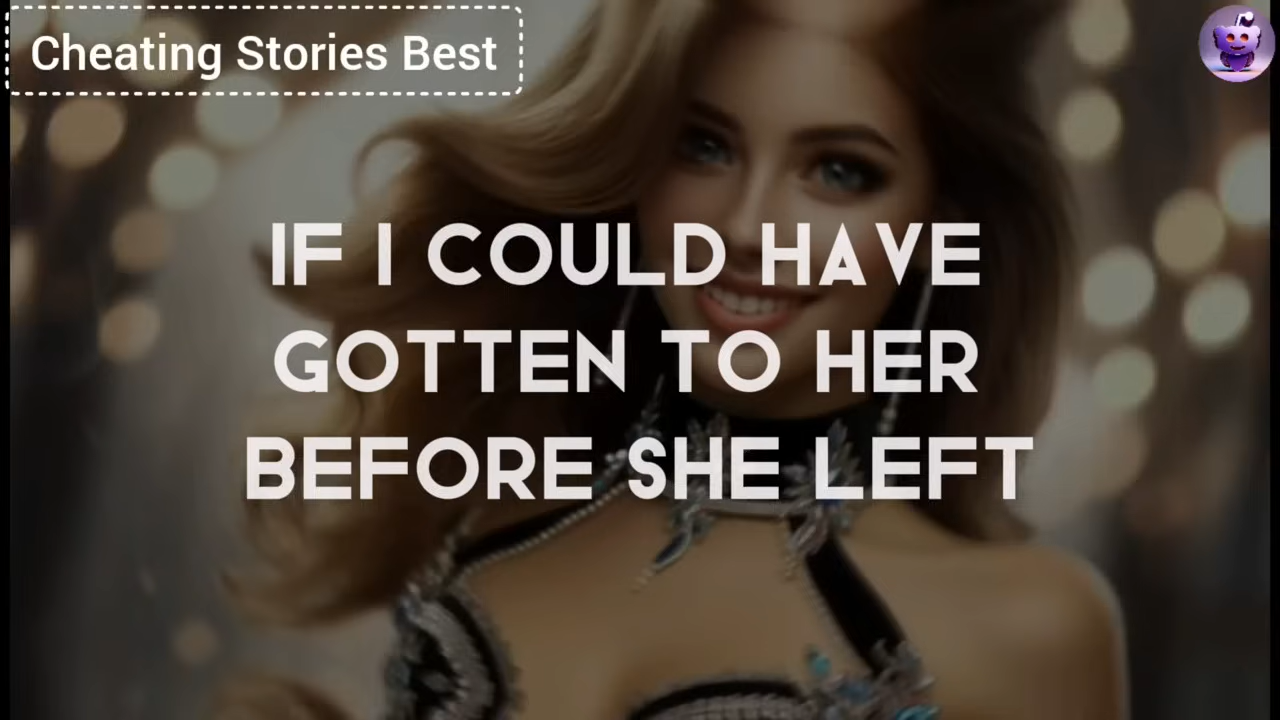 Cheating Stories Best
IF I COULD HAVE
GOTTEN TO HER
BEFORE SHE LEFT